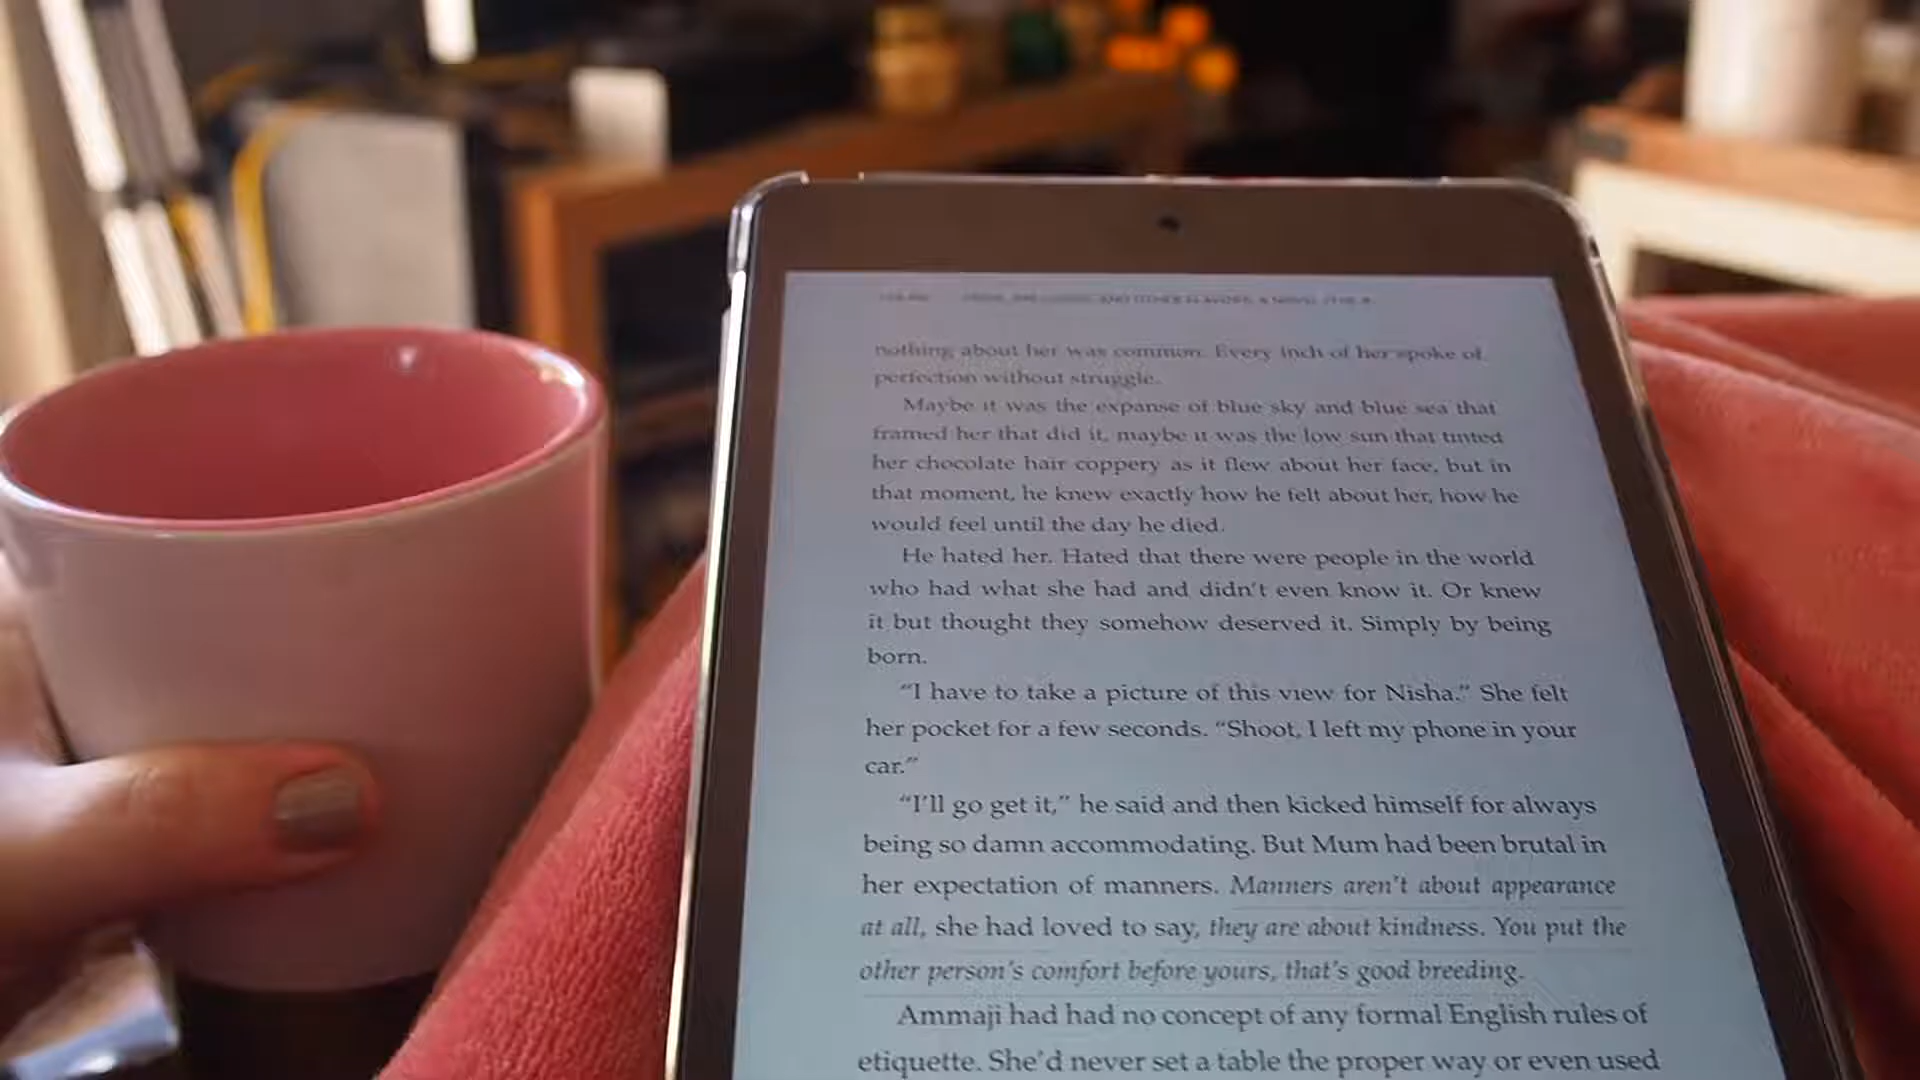 AND OTHER FLAVORS: A NOVEL
nothing about her was common. Every inch of her spoke of
perfection without struggle.
Maybe it was the expanse of blue sky and blue sea that
framed her that did it, maybe it was the low sun that tinted
her chocolate hair coppery as it flew about her face, but in
that moment, he knew exactly how he felt about her, how he
would feel until the day he died.
He hated her. Hated that there were people in the world
who had what she had and didn't even know it. Or knew
it but thought they somehow deserved it. Simply by being
born.
“I have to take a picture of this view for Nisha.” She felt
her pocket for a few seconds. “Shoot, I left my phone in your
car.”
“I'll go get it,” he said and then kicked himself for always
being so damn accommodating. But Mum had been brutal in
her expectation of manners. Manners aren't about appearance
at all, she had loved to say, they are about kindness. You put the
other person's comfort before yours, that's good breeding.
Ammaji had had no concept of any formal English rules of
etiquette. She'd never set a table the proper way or even used